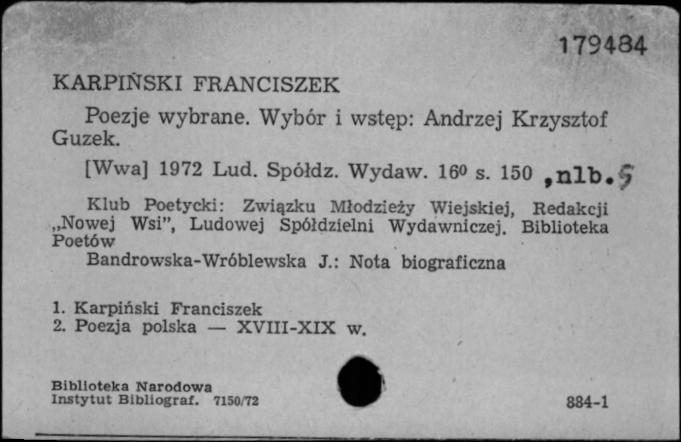 179484
KARPIŃSKI FRANCISZEK
Poezje wybrane. Wybór i wstęp: Andrzej Krzysztof
Guzek.
[Wwa] 1972 Lud. Spółdz. Wydaw. 16⁰ s. 150 ,nlb.5
Klub Poetycki: Związku Młodzieży Wiejskiej, Redakcji
„Nowej Wsi”, Ludowej Spółdzielni Wydawniczej. Biblioteka
Poetów
Bandrowska-Wróblewska J.: Nota biograficzna
1. Karpiński Franciszek
2. Poezja polska — XVIII-XIX w.
Biblioteka Narodowa
Instytut Bibliograf. 7150/72
884-1